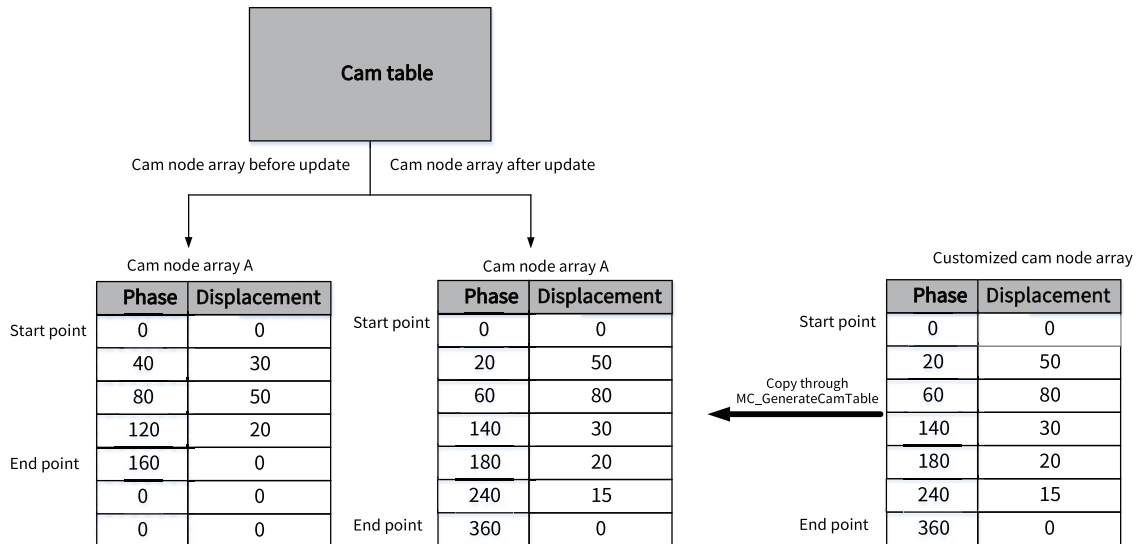 Cam table
Cam node array before update
Cam node array after update
Cam node array A
Phase Displacement
Start point 0 0
40 30
80 50
120 20
End point 160 0
0 0
0 0
Cam node array A
Phase Displacement
Start point 0 0
20 50
60 80
140 30
180 20
240 15
End point 360 0
Copy through
MC_GenerateCamTable
Customized cam node array
Phase Displacement
Start point 0 0
20 50
60 80
140 30
180 20
240 15
End point 360 0